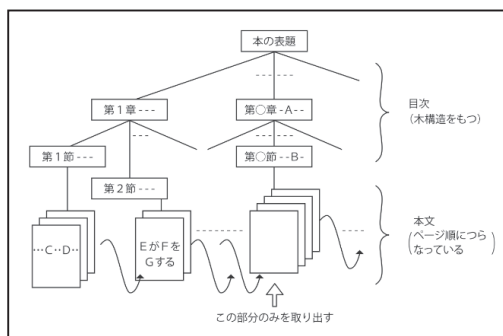 本の表題
第1章---
第○章-A--
目次
（木構造をもつ）
第1節---
第○節--B-
第2節---
…C‥D…
EがFを
Gする
本文
（ページ順につら
なっている）
この部分のみを取り出す